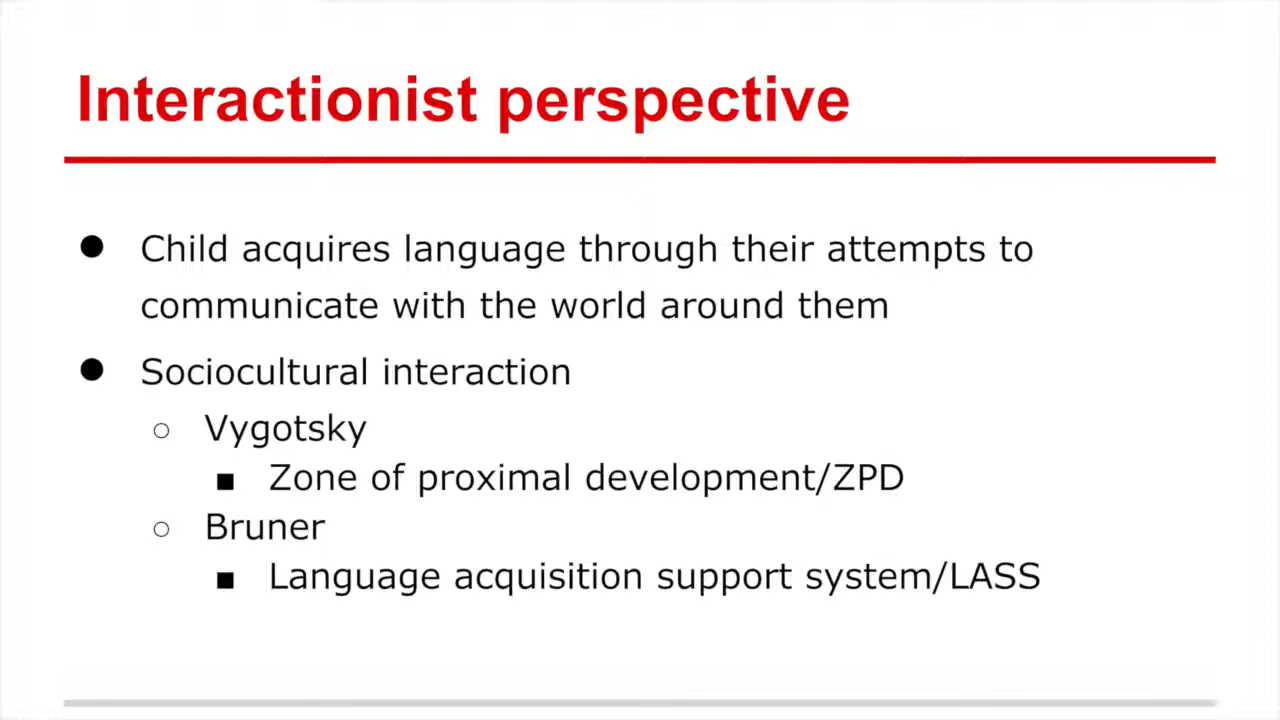 Interactionist perspective
● Child acquires language through their attempts to
communicate with the world around them
● Sociocultural interaction
○ Vygotsky
■ Zone of proximal development/ZPD
○ Bruner
■ Language acquisition support system/LASS